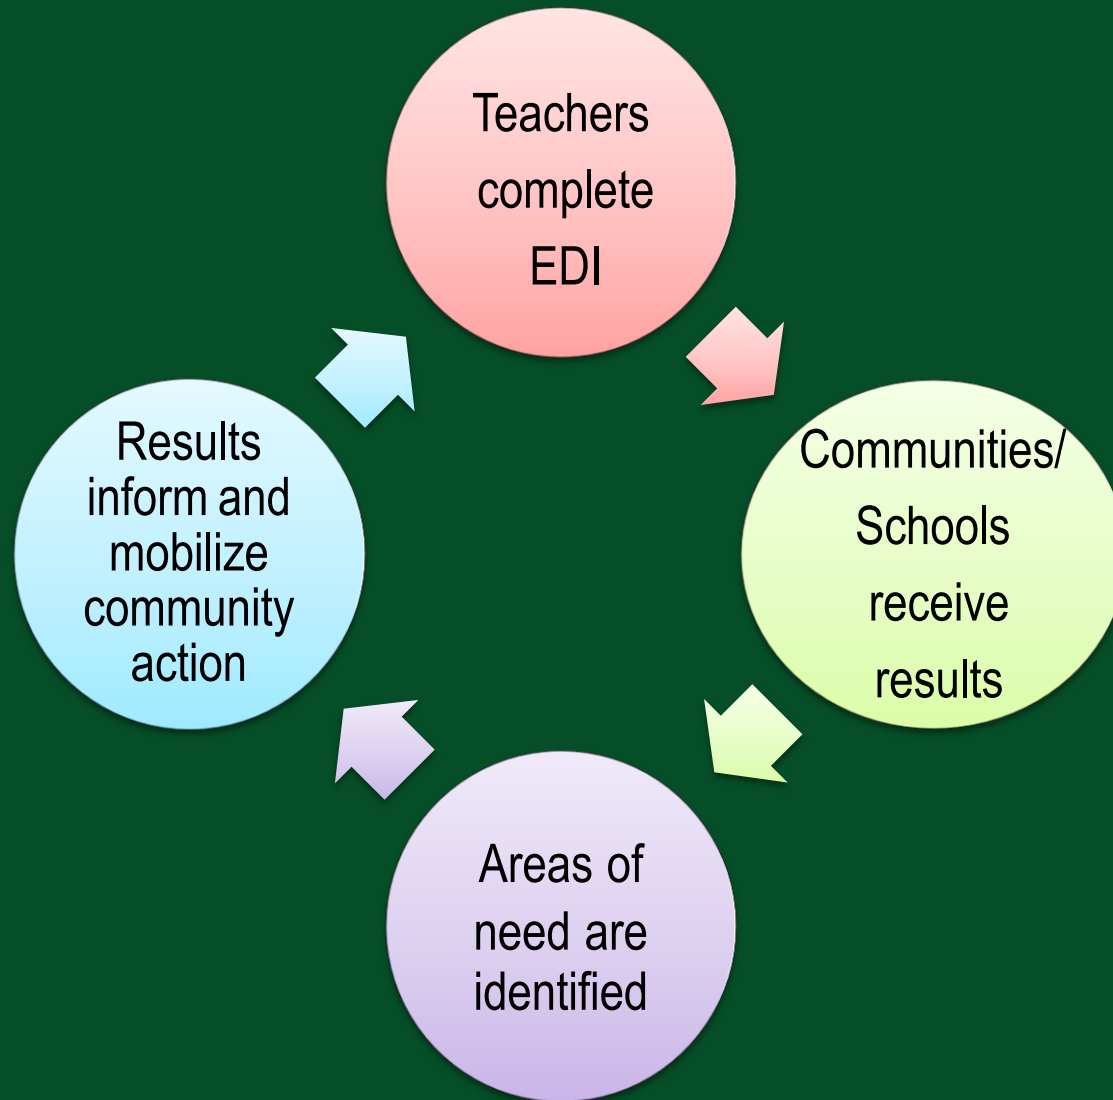 Teachers
complete
EDI
Communities/
Schools
receive
results
Areas of
need are
identified
Results
inform and
mobilize
community
action